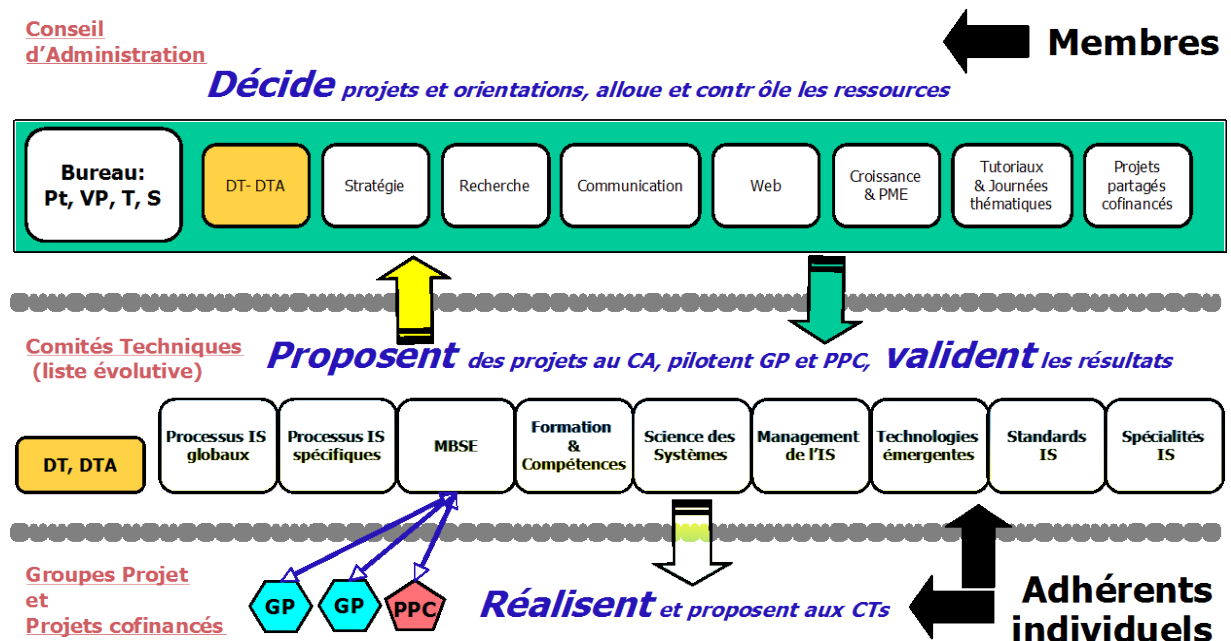 Conseil
d'Administration
Membres
Décide projets et orientations, alloue et contr ôle les ressources
Bureau:
Pt, VP, T, S
DT- DTA
Stratégie
Recherche
Communication
Web
Croissance
& PME
Tutoriaux
& Journées
thématiques
Projets
partagés
cofinancés
Comités Techniques
(liste évolutive)
Proposent des projets au CA, pilotent GP et PPC, valident les résultats
DT, DTA
Processus IS
globaux
Processus IS
spécifiques
MBSE
Formation
&
Compétences
Science des
Systèmes
Management
de l'IS
Technologies
émergentes
Standards
IS
Spécialités
IS
Groupes Projet
et
Projets cofinancés
GP
GP
PPC
Réalisent et proposent aux CTs
Adhérents
individuels